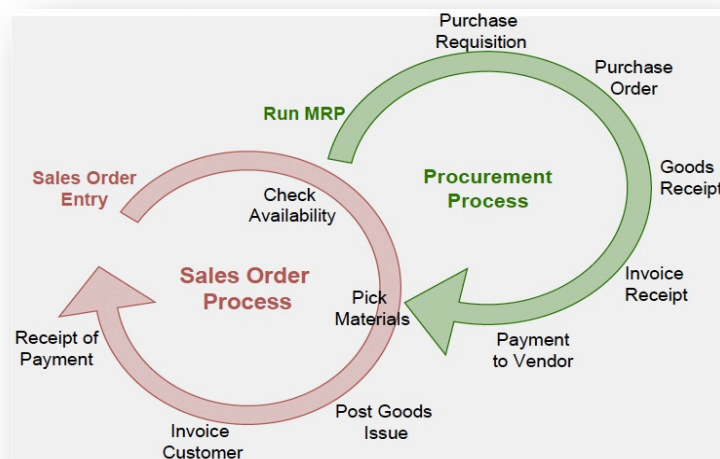 Purchase
Requisition
Purchase
Order
Run MRP
Goods
Receipt
Procurement
Process
Sales Order
Entry
Check
Availability
Sales Order
Process
Invoice
Receipt
Pick
Materials
Receipt of
Payment
Payment
to Vendor
Post Goods
Issue
Invoice
Customer